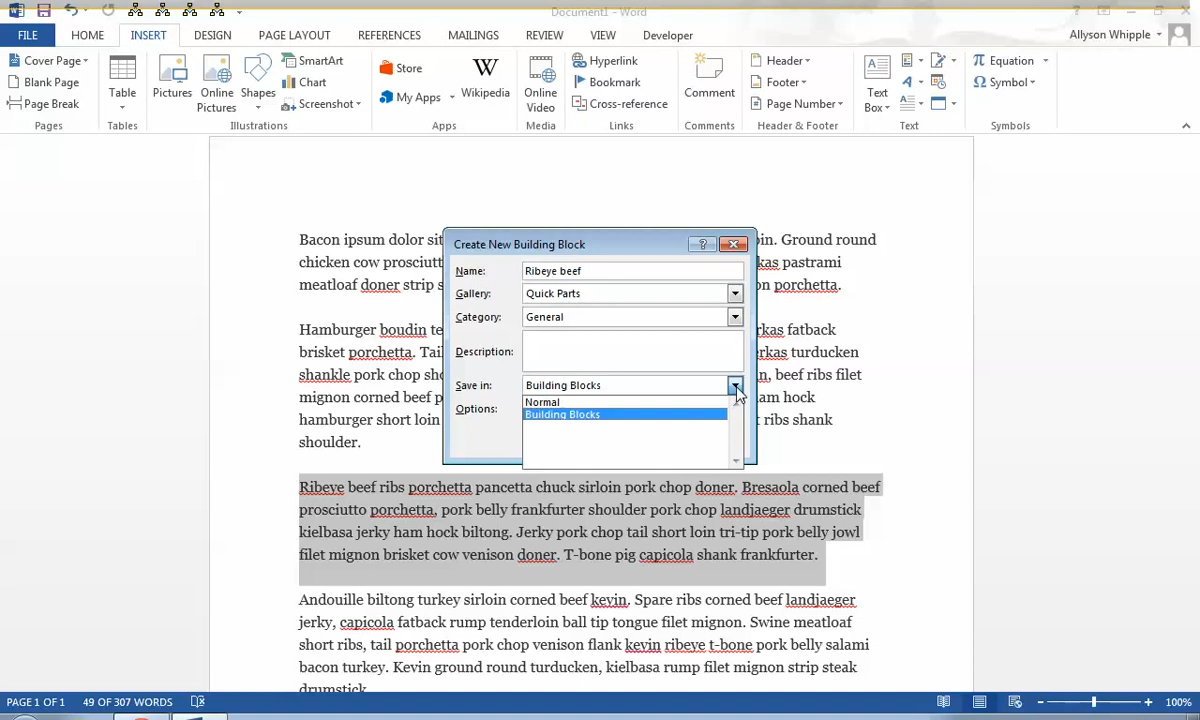 Document1 - Word
FILE HOME INSERT DESIGN PAGE LAYOUT REFERENCES MAILINGS REVIEW VIEW Developer Allyson Whipple
Cover Page
Blank Page
Page Break
Table
Pictures
Online Pictures
Shapes
SmartArt
Chart
Screenshot
Store
My Apps
Wikipedia
Online Video
Hyperlink
Bookmark
Cross-reference
Comment
Header
Footer
Page Number
Text Box
Equation
Symbol
Pages Tables Illustrations Apps Media Links Comments Header & Footer Text Symbols
Bacon ipsum dolor sit in. Ground round
chicken cow prosciutt kas pastrami
meatloaf doner strip s on porchetta.
Hamburger boudin te rkas fatback
brisket porchetta. Tai erkas turducken
shankle pork chop sho n, beef ribs filet
mignon corned beef p ham hock
hamburger short loin t ribs shank
shoulder.
Create New Building Block
Name: Ribeye beef
Gallery: Quick Parts
Category: General
Description:
Save in: Building Blocks
Normal
Options:
Building Blocks
Ribeye beef ribs porchetta pancetta chuck sirloin pork chop doner. Bresaola corned beef
prosciutto porchetta, pork belly frankfurter shoulder pork chop landjaeger drumstick
kielbasa jerky ham hock biltong. Jerky pork chop tail short loin tri-tip pork belly jowl
filet mignon brisket cow venison doner. T-bone pig capicola shank frankfurter.
Andouille biltong turkey sirloin corned beef kevin. Spare ribs corned beef landjaeger
jerky, capicola fatback rump tenderloin ball tip tongue filet mignon. Swine meatloaf
short ribs, tail porchetta pork chop venison flank kevin ribeye t-bone pork belly salami
bacon turkey. Kevin ground round turducken, kielbasa rump filet mignon strip steak
drumstick
PAGE 1 OF 1 49 OF 307 WORDS 100%